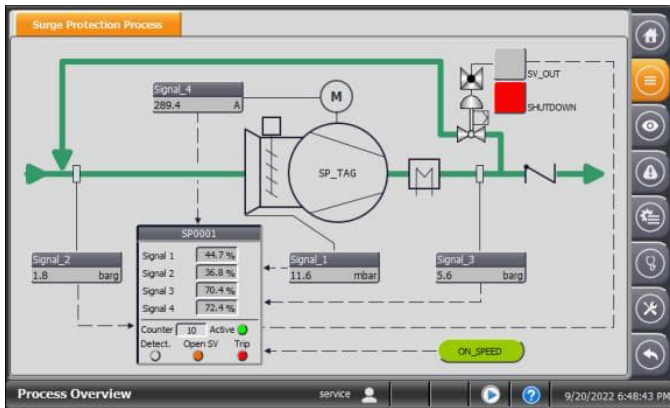 Surge Protection Process
Signal_4
289.4 A
M
SV_OUT
SHUTDOWN
SP_TAG
SP0001
Signal_2
1.8 barg
Signal 1 44.7 %
Signal 2 36.8 %
Signal 3 70.4 %
Signal 4 72.4 %
Counter 10 Active
Detect. Open SV Trip
Signal_1
11.6 mbar
Signal_3
5.6 barg
ON_SPEED
Process Overview
service
?
9/20/2022 6:48:43 PM